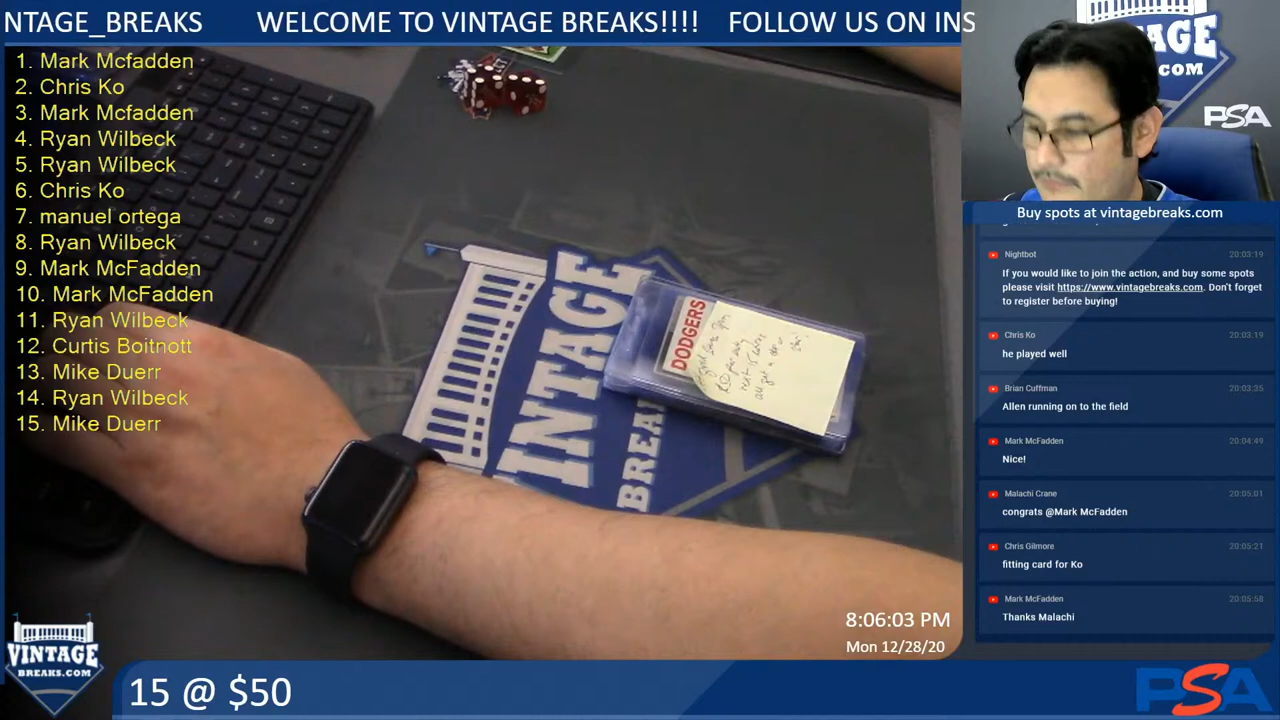 NTAGE_BREAKS WELCOME TO VINTAGE BREAKS!!!! FOLLOW US ON INS
1. Mark Mcfadden
2. Chris Ko
3. Mark Mcfadden
4. Ryan Wilbeck
5. Ryan Wilbeck
6. Chris Ko
7. manuel ortega
8. Ryan Wilbeck
9. Mark McFadden
10. Mark McFadden
11. Ryan Wilbeck
12. Curtis Boitnott
13. Mike Duerr
14. Ryan Wilbeck
15. Mike Duerr
VINTAGE
BREA
DODGERS
TAGE
.COM
PSA
Buy spots at vintagebreaks.com
Nightbot 20:03:19
If you would like to join the action, and buy some spots
please visit https://www.vintagebreaks.com. Don't forget
to register before buying!
Chris Ko 20:03:19
he played well
Brian Cuffman 20:03:35
Allen running on to the field
Mark McFadden 20:04:49
Nice!
Malachi Crane 20:05:01
congrats @Mark McFadden
Chris Gilmore 20:05:21
fitting card for Ko
Mark McFadden 20:05:58
Thanks Malachi
8:06:03 PM
Mon 12/28/20
VINTAGE
BREAKS.COM
15 @ $50
PSA